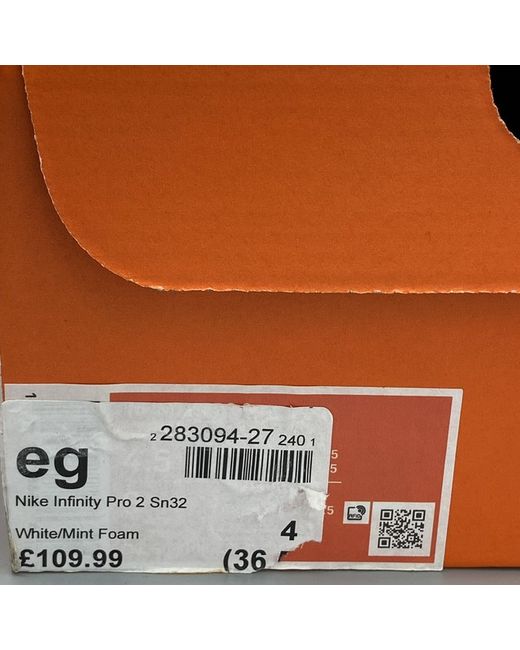 2 283094-27 240 1
eg
Nike Infinity Pro 2 Sn32
White/Mint Foam
4
£109.99
(36